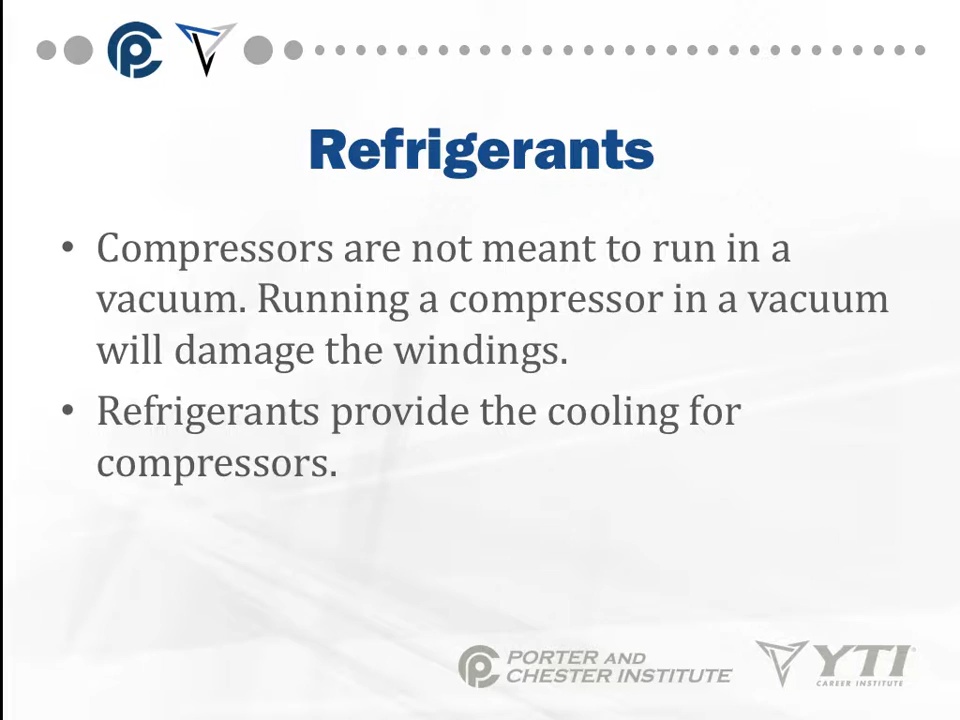 Refrigerants
• Compressors are not meant to run in a
vacuum. Running a compressor in a vacuum
will damage the windings.
• Refrigerants provide the cooling for
compressors.
PORTER AND
CHESTER INSTITUTE
YTI
CAREER INSTITUTE